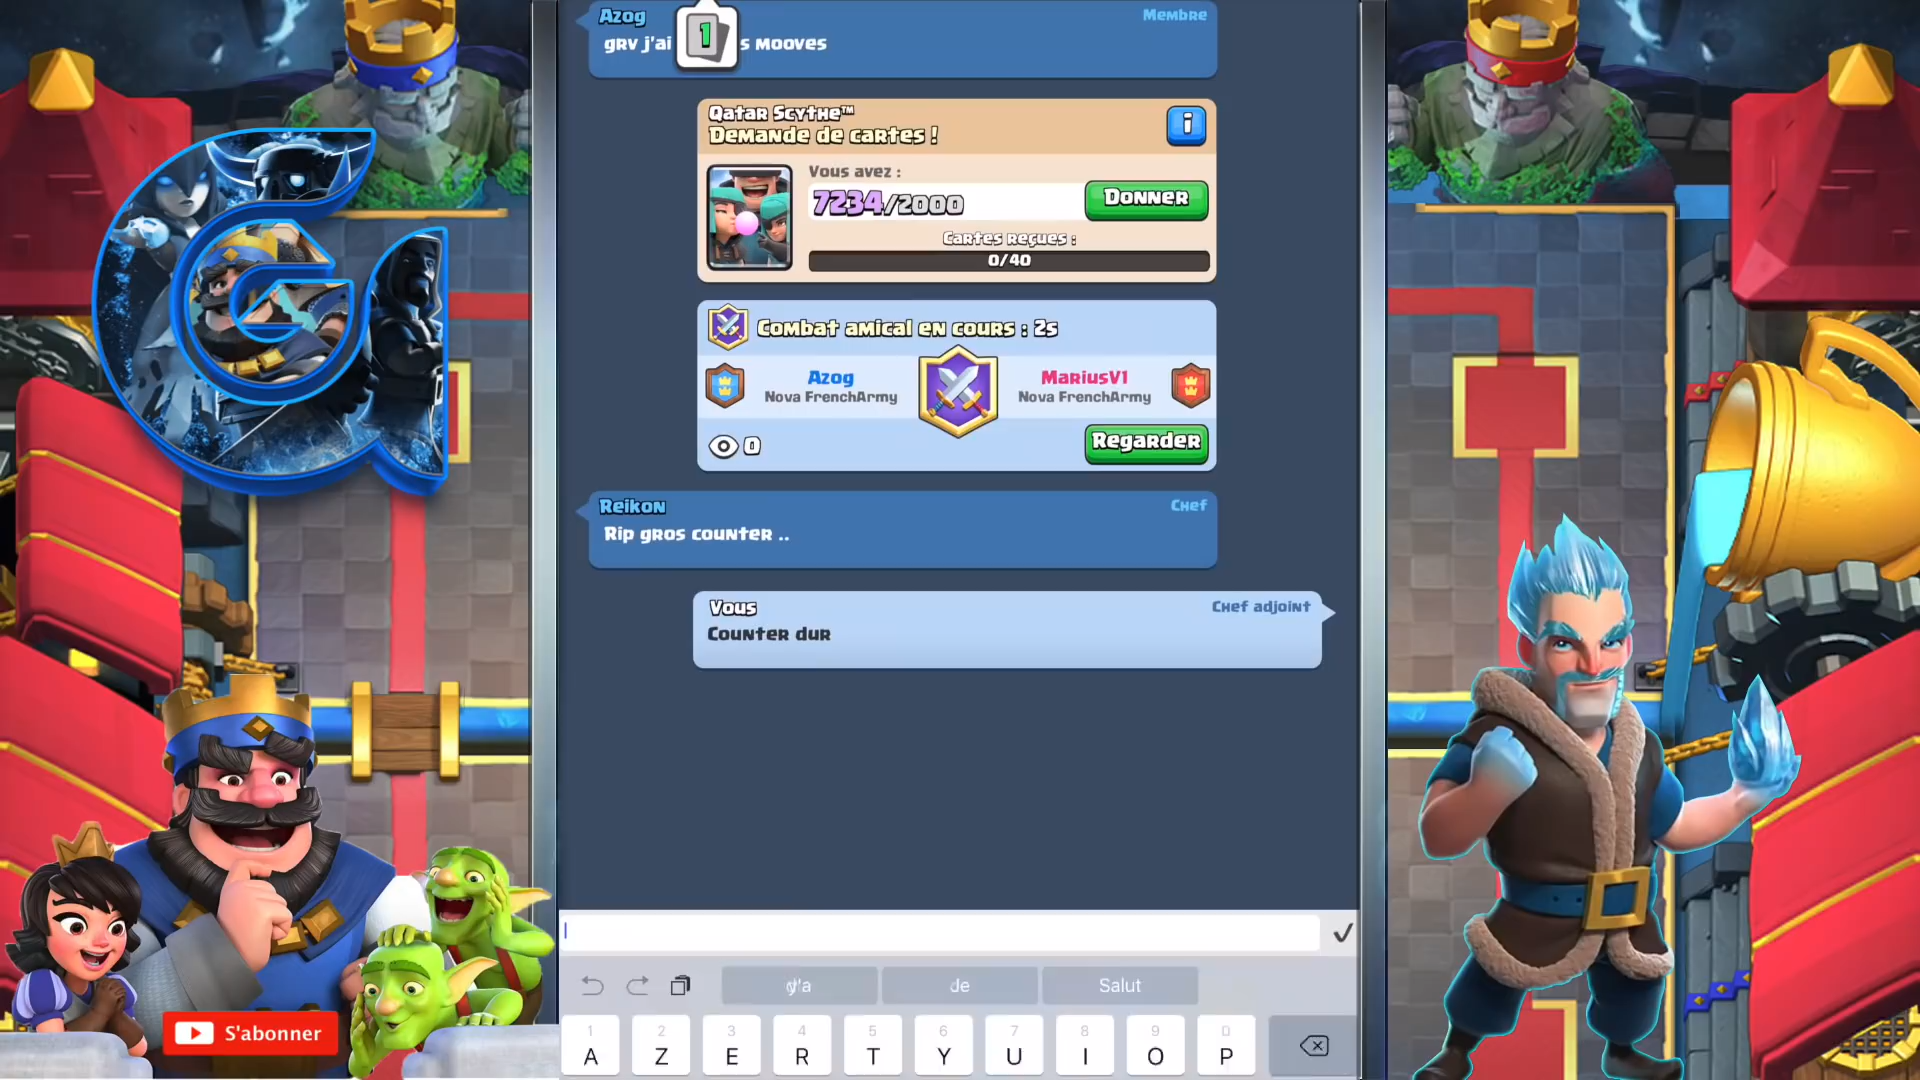 Azog
Membre
grv j'ai
1
s mooves
Qatar Scythe™
Demande de cartes !
i
Vous avez :
7234/2000
Donner
Cartes reçues :
0/40
Combat amical en cours : 2s
Azog
Nova FrenchArmy
MariusV1
Nova FrenchArmy
0
Regarder
Reikon
Chef
Rip gros counter ..
Vous
Chef adjoint
Counter dur
y'a
de
Salut
1 2 3 4 5 6 7 8 9 0
A Z E R T Y U I O P
S'abonner